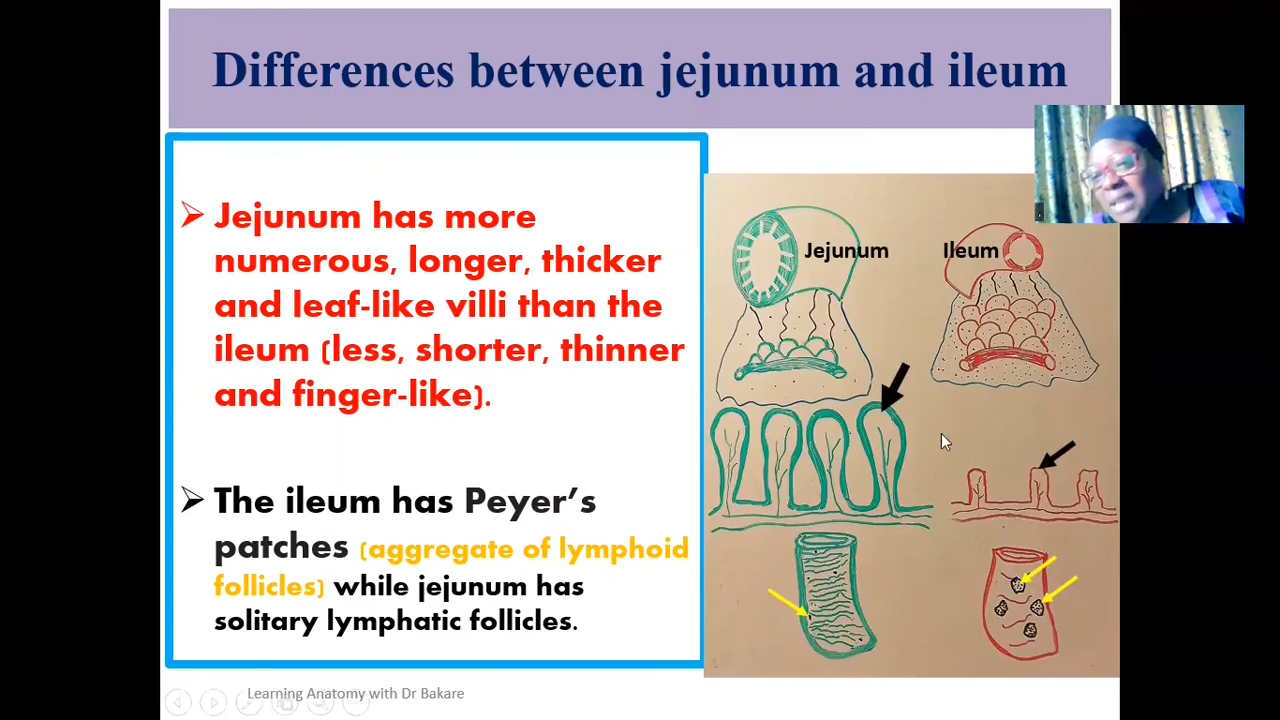 Differences between jejunum and ileum
Jejunum has more
numerous, longer, thicker
and leaf-like villi than the
ileum (less, shorter, thinner
and finger-like).
The ileum has Peyer’s
patches (aggregate of lymphoid
follicles) while jejunum has
solitary lymphatic follicles.
Jejunum
Ileum
Learning Anatomy with Dr Bakare